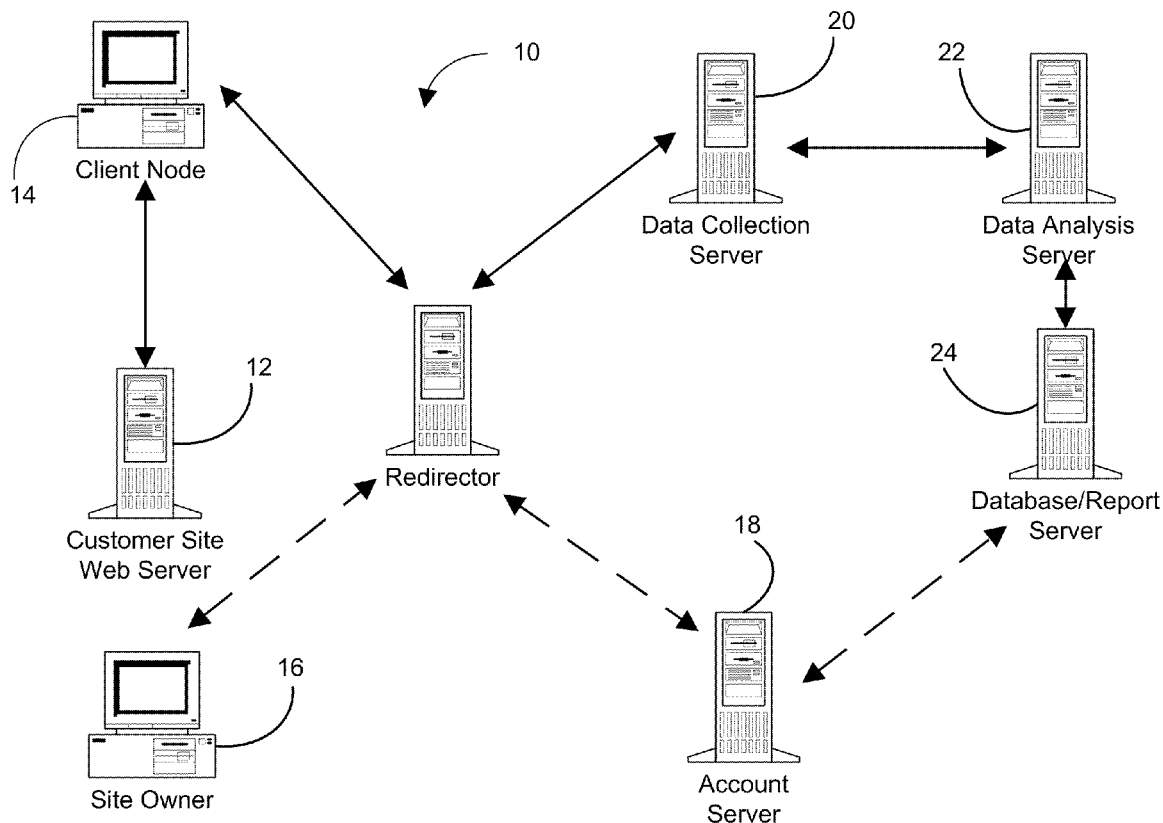 10
20
22
14
Client Node
Data Collection
Server
Data Analysis
Server
12
24
Redirector
Customer Site
Web Server
Database/Report
Server
18
16
Site Owner
Account
Server